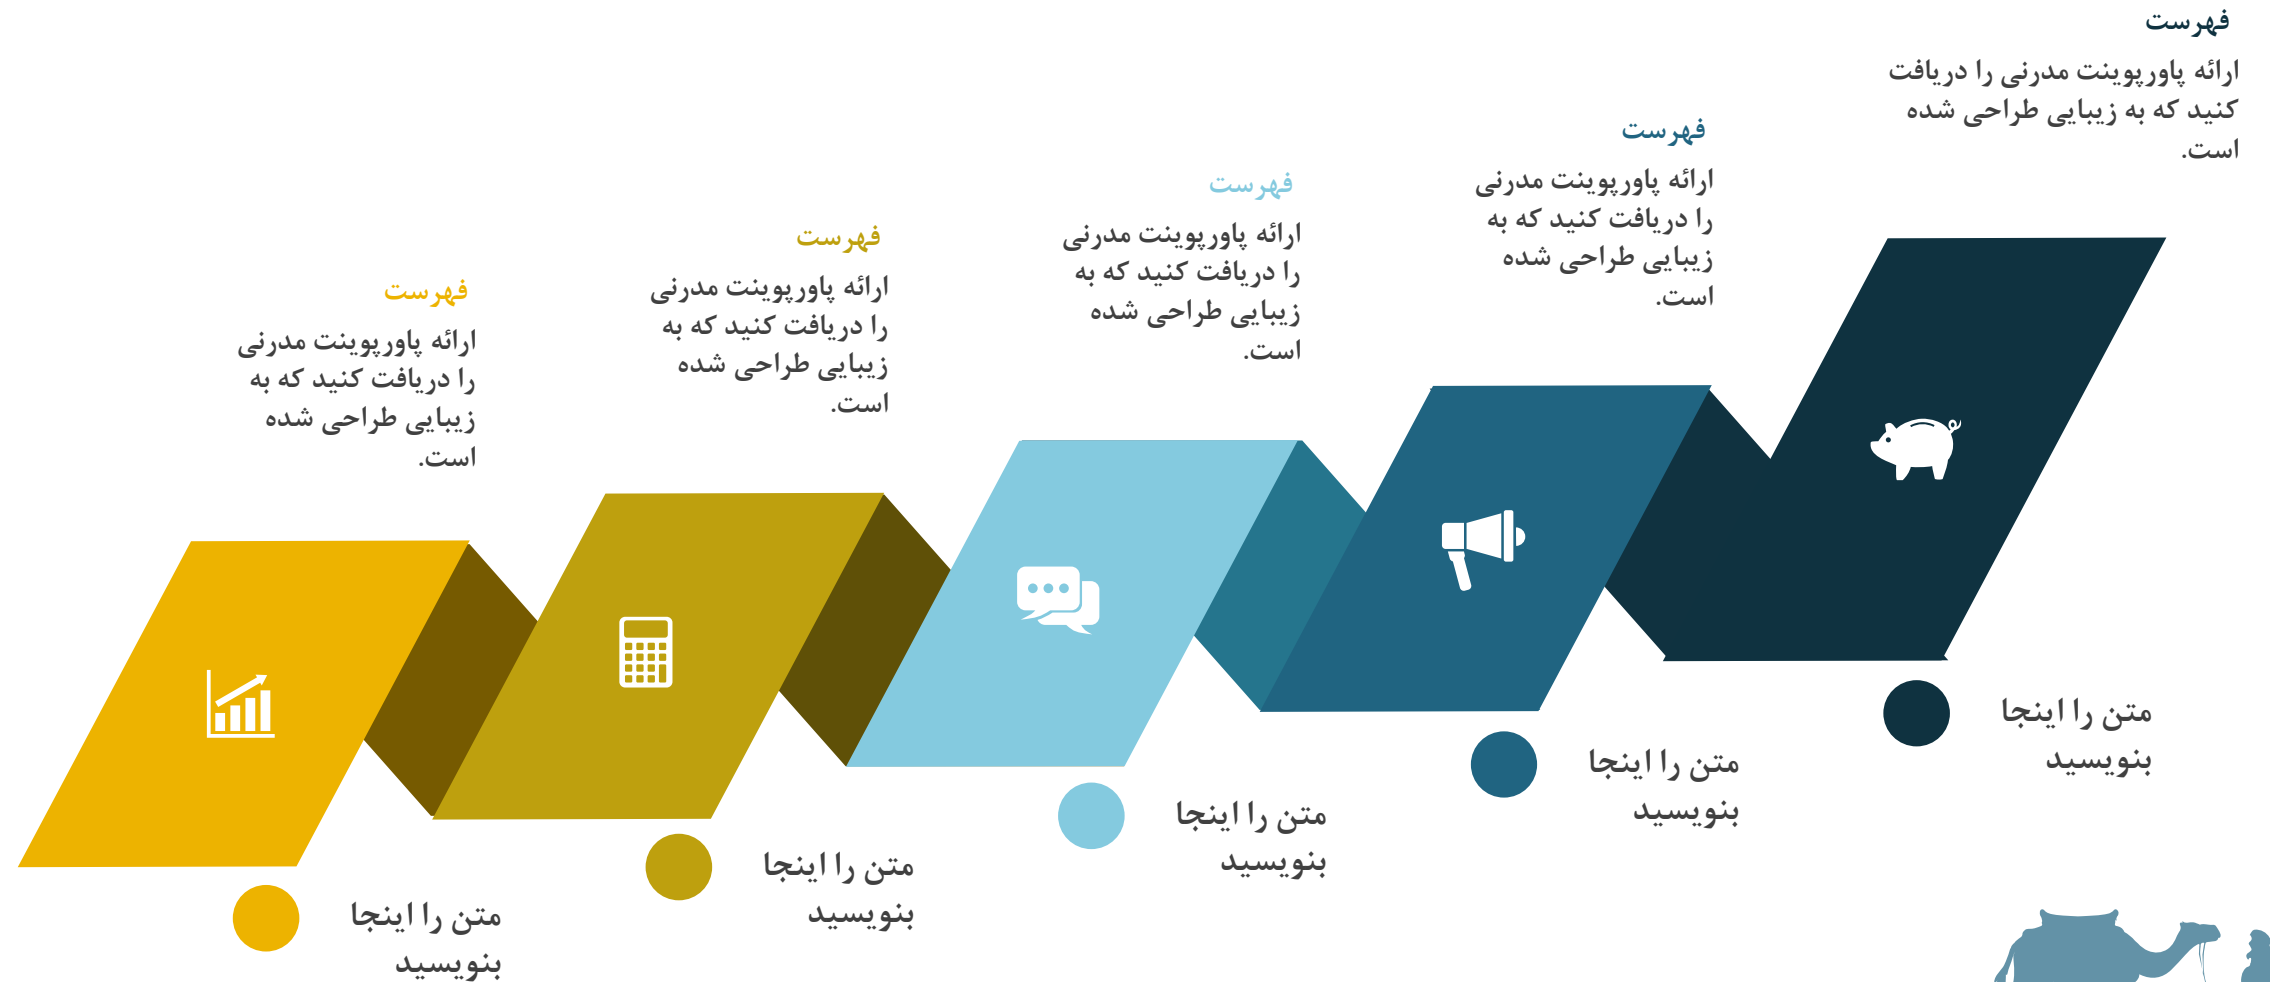 فهرست
ارائه پاورپوینت مدرنی را دریافت
کنید که به زیبایی طراحی شده
است.
فهرست
ارائه پاورپوینت مدرنی
را دریافت کنید که به
زیبایی طراحی شده
است.
فهرست
ارائه پاورپوینت مدرنی
را دریافت کنید که به
زیبایی طراحی شده
است.
فهرست
ارائه پاورپوینت مدرنی
را دریافت کنید که به
زیبایی طراحی شده
است.
فهرست
ارائه پاورپوینت مدرنی
را دریافت کنید که به
زیبایی طراحی شده
است.
متن را اینجا
بنویسید
متن را اینجا
بنویسید
متن را اینجا
بنویسید
متن را اینجا
بنویسید
متن را اینجا
بنویسید